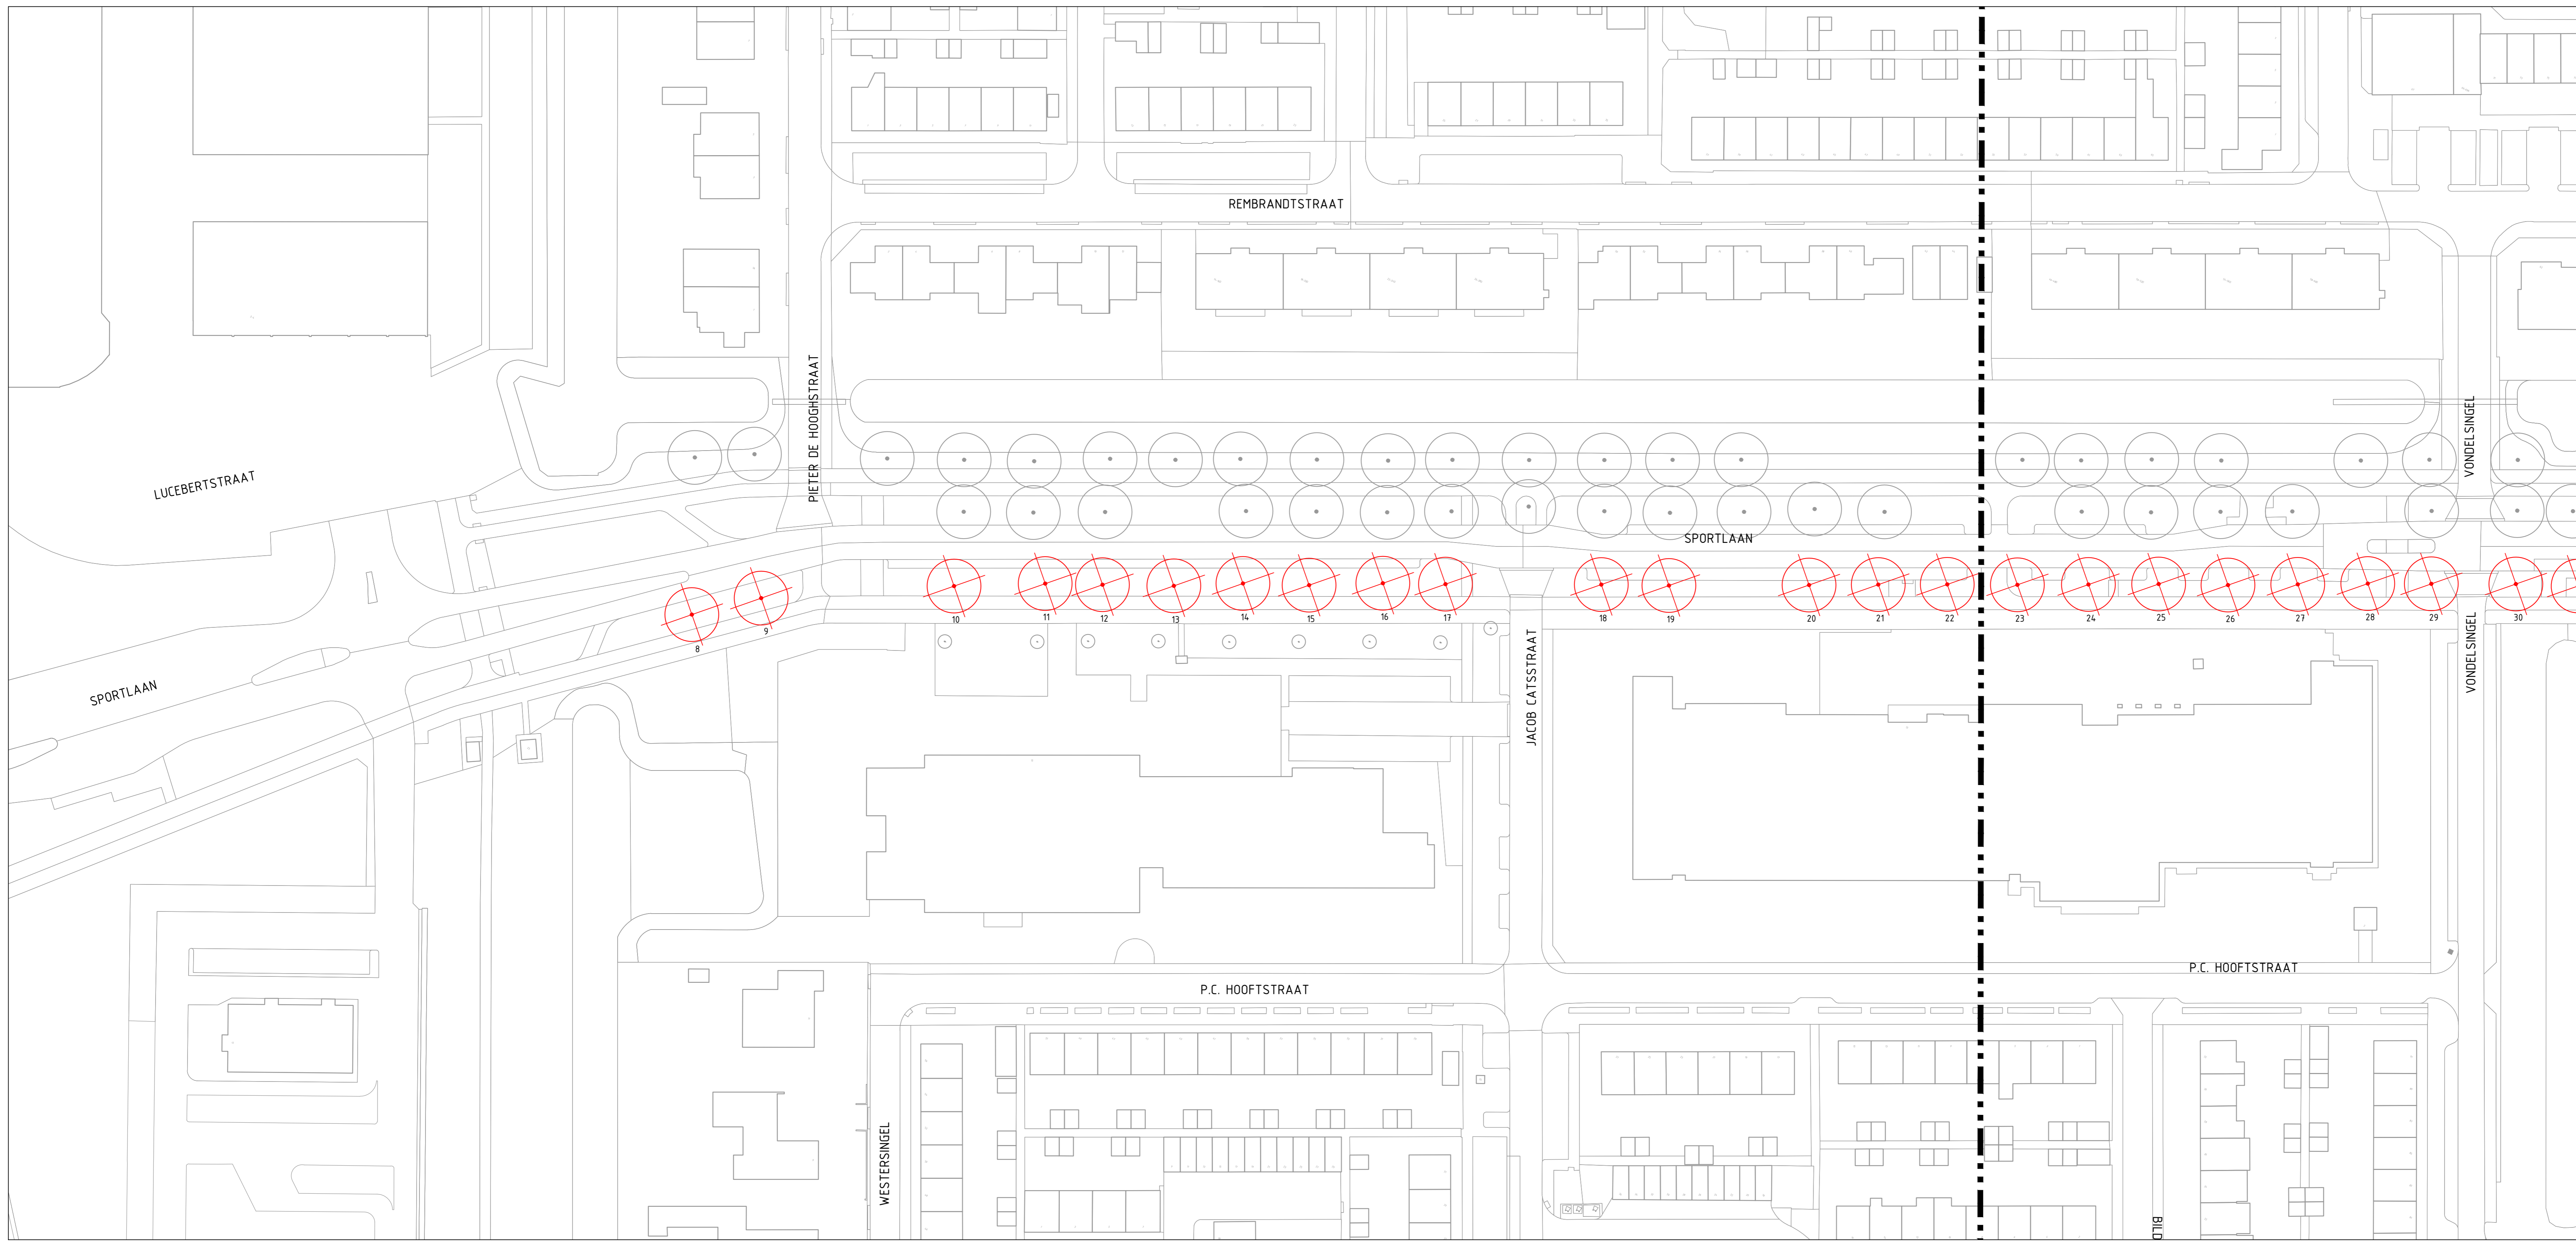 REMBRANDTSTRAAT
PIETER DE HOOGHSTRAAT
VONDELSINGEL
LUCEBERTSTRAAT
SPORTLAAN
8
9
10
11
12
13
14
15
16
17
18
19
20
21
22
23
24
25
26
27
28
29
30
SPORTLAAN
JACOB CATSSTRAAT
VONDELSINGEL
P.C. HOOFTSTRAAT
P.C. HOOFTSTRAAT
WESTERSINGEL
BILD